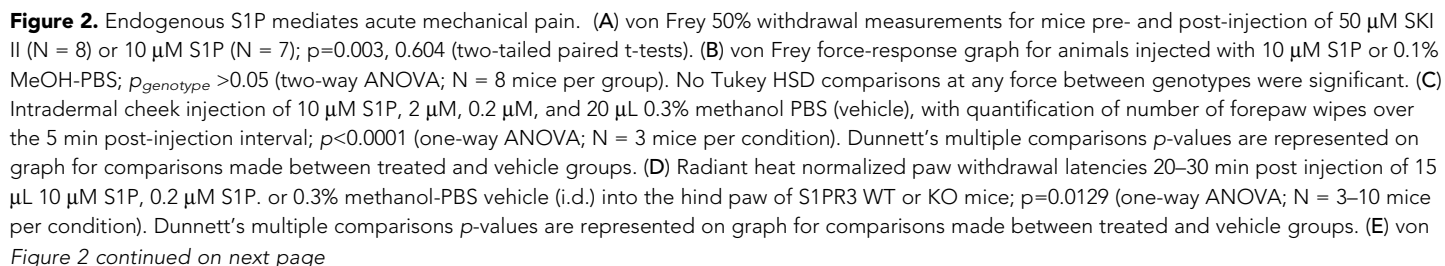 Figure 2. Endogenous S1P mediates acute mechanical pain. (A) von Frey 50% withdrawal measurements for mice pre- and post-injection of 50 μM SKI
II (N = 8) or 10 μM S1P (N = 7); p=0.003, 0.604 (two-tailed paired t-tests). (B) von Frey force-response graph for animals injected with 10 μM S1P or 0.1%
MeOH-PBS; pgenotype >0.05 (two-way ANOVA; N = 8 mice per group). No Tukey HSD comparisons at any force between genotypes were significant. (C)
Intradermal cheek injection of 10 μM S1P, 2 μM, 0.2 μM, and 20 μL 0.3% methanol PBS (vehicle), with quantification of number of forepaw wipes over
the 5 min post-injection interval; p<0.0001 (one-way ANOVA; N = 3 mice per condition). Dunnett's multiple comparisons p-values are represented on
graph for comparisons made between treated and vehicle groups. (D) Radiant heat normalized paw withdrawal latencies 20–30 min post injection of 15
μL 10 μM S1P, 0.2 μM S1P. or 0.3% methanol-PBS vehicle (i.d.) into the hind paw of S1PR3 WT or KO mice; p=0.0129 (one-way ANOVA; N = 3–10 mice
per condition). Dunnett's multiple comparisons p-values are represented on graph for comparisons made between treated and vehicle groups. (E) von
Figure 2 continued on next page